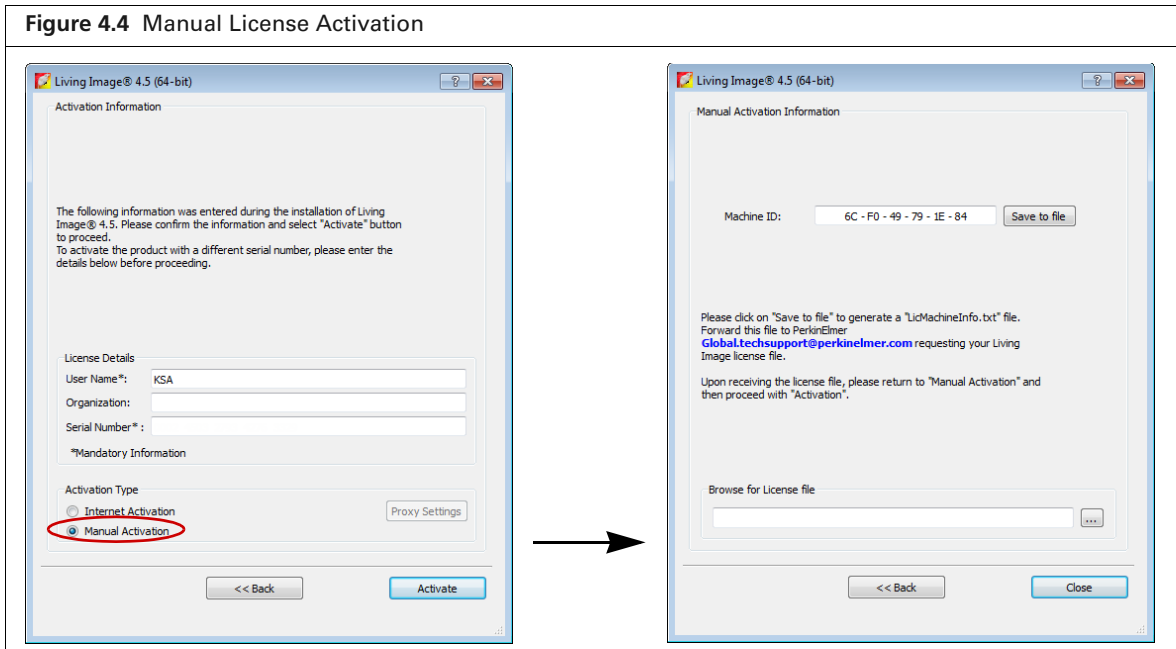 Figure 4.4 Manual License Activation
Living Image® 4.5 (64-bit)
Activation Information
The following information was entered during the installation of Living
Image® 4.5. Please confirm the information and select "Activate" button
to proceed.
To activate the product with a different serial number, please enter the
details below before proceeding.
License Details
User Name*: KSA
Organization:
Serial Number* :
*Mandatory Information
Activation Type
Internet Activation
Proxy Settings
Manual Activation
<< Back
Activate
Living Image® 4.5 (64-bit)
Manual Activation Information
Machine ID: 6C - F0 - 49 - 79 - 1E - 84 Save to file
Please click on "Save to file" to generate a "LicMachineInfo.txt" file.
Forward this file to PerkinElmer
Global.techsupport@perkinelmer.com requesting your Living
Image license file.
Upon receiving the license file, please return to "Manual Activation" and
then proceed with "Activation".
Browse for License file
...
<< Back
Close